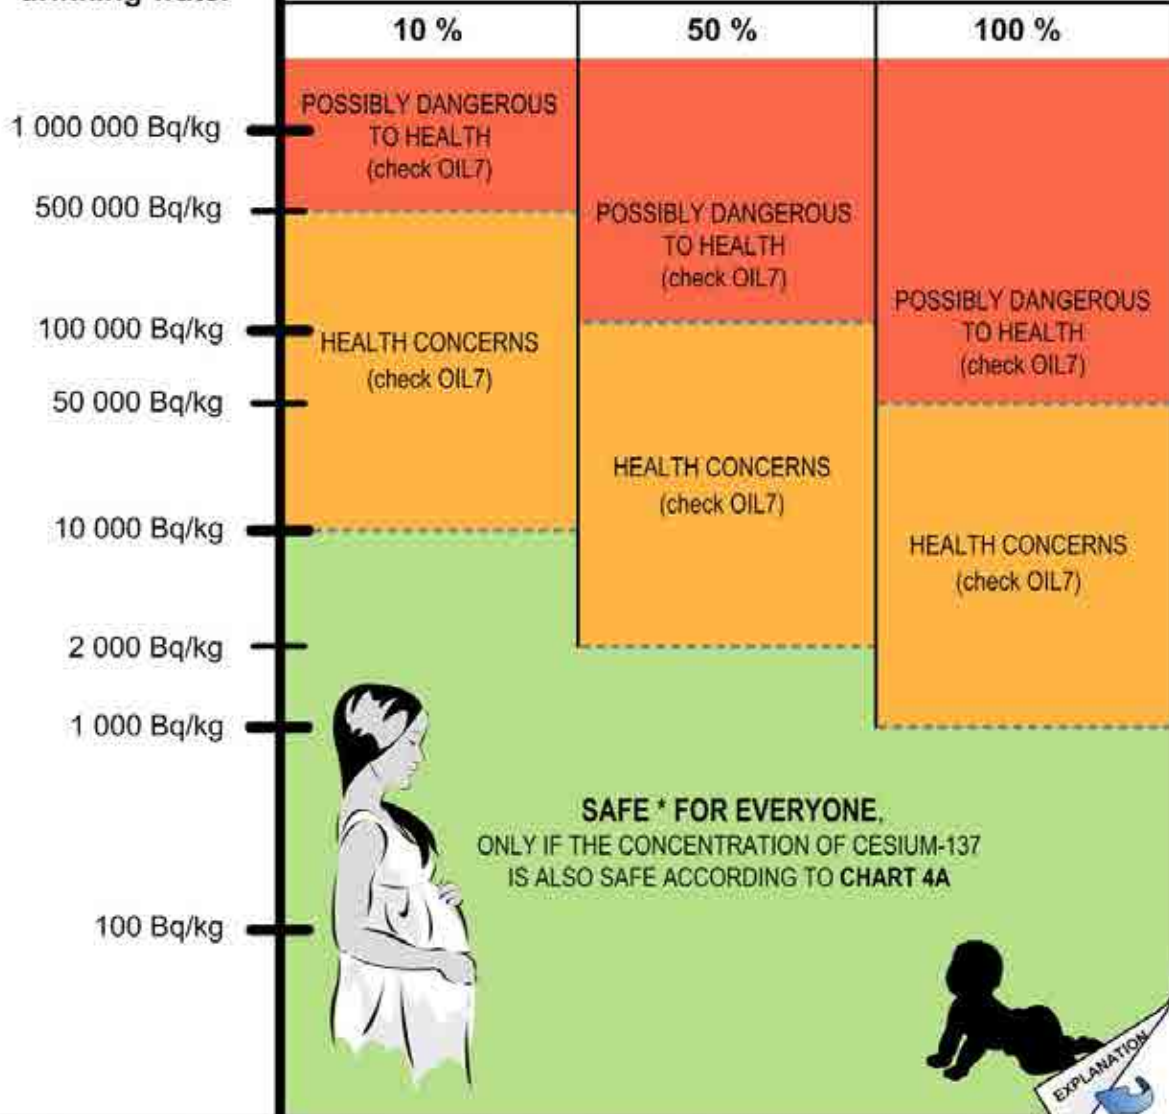 10 % 50 % 100 %
POSSIBLY DANGEROUS
TO HEALTH
(check OIL7)
1 000 000 Bq/kg
500 000 Bq/kg
POSSIBLY DANGEROUS
TO HEALTH
(check OIL7)
POSSIBLY DANGEROUS
TO HEALTH
(check OIL7)
100 000 Bq/kg
HEALTH CONCERNS
(check OIL7)
50 000 Bq/kg
HEALTH CONCERNS
(check OIL7)
10 000 Bq/kg
HEALTH CONCERNS
(check OIL7)
2 000 Bq/kg
1 000 Bq/kg
SAFE * FOR EVERYONE,
ONLY IF THE CONCENTRATION OF CESIUM-137
IS ALSO SAFE ACCORDING TO CHART 4A
100 Bq/kg
EXPLANATION